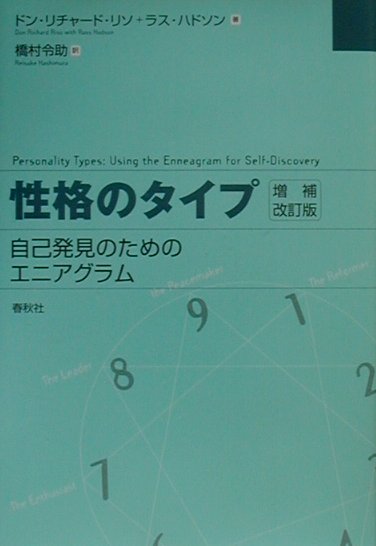 ドン・リチャード・リソ+ラス・ハドソン 著
Don Richard Riso with Russ Hudson
橋村令助 訳
Reisuke Hashimura
Personality Types: Using the Enneagram for Self-Discovery
性格のタイプ 増補改訂版
自己発見のための
エニアグラム
春秋社
the Peacemaker
The Reformer
9
1
The Leader
8
2
7
The Enthusiast